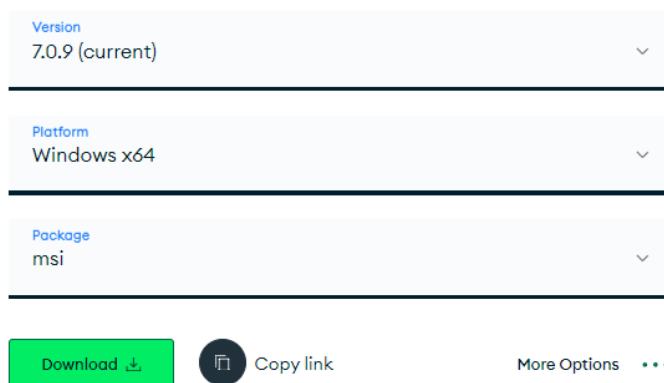 Version
7.0.9 (current)
Platform
Windows x64
Package
msi
Download Copy link More Options